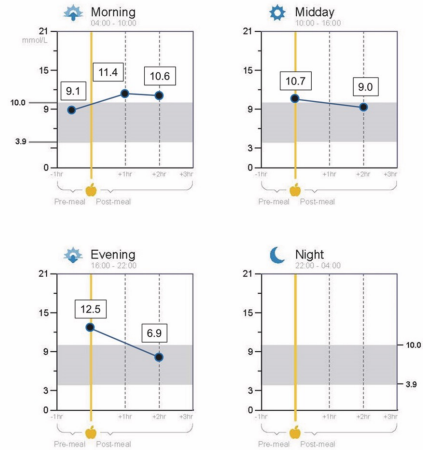 Morning
04:00 - 10:00
21
mmol/L
15
10.0
9
3.9
3
0
9.1
11.4
10.6
-1hr
+1hr
+2hr
+3hr
Pre-meal
Post-meal
Midday
10:00 - 16:00
21
15
9
3
0
10.7
9.0
-1hr
+1hr
+2hr
+3hr
Pre-meal
Post-meal
Evening
16:00 - 22:00
21
15
9
3
0
12.5
6.9
-1hr
+1hr
+2hr
+3hr
Pre-meal
Post-meal
Night
22:00 - 04:00
21
15
9
3
0
10.0
3.9
-1hr
+1hr
+2hr
+3hr
Pre-meal
Post-meal